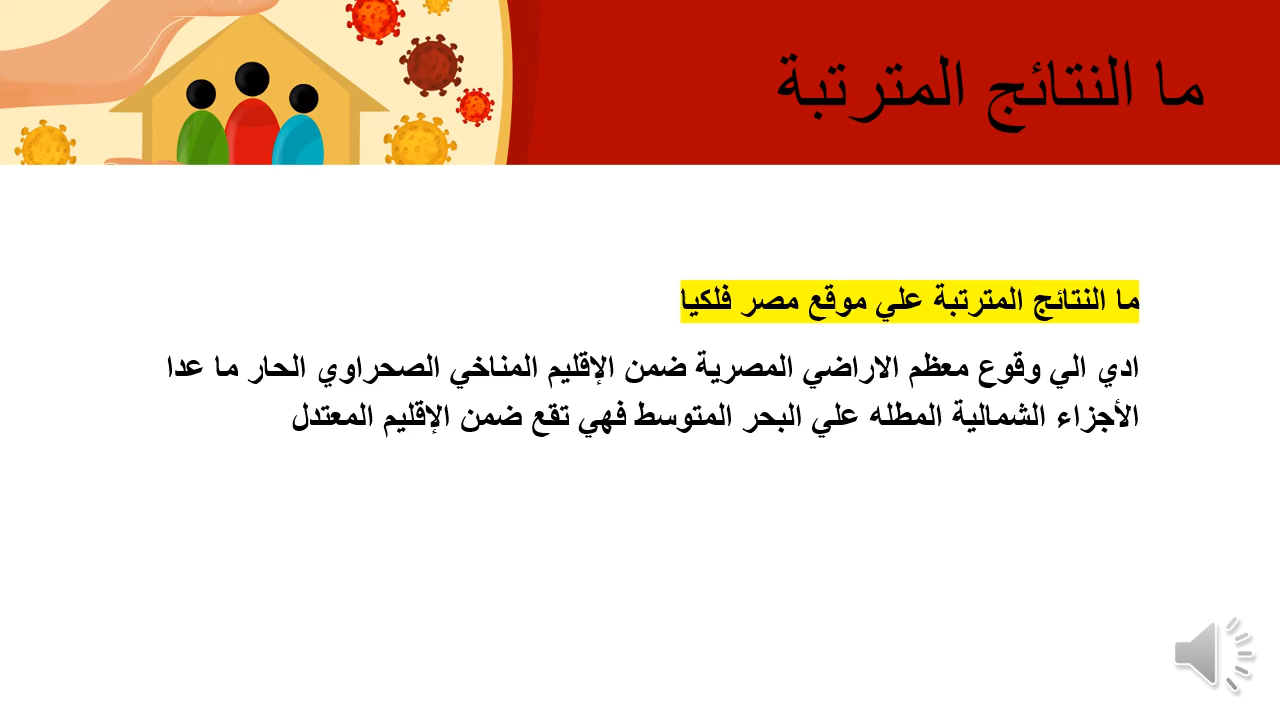 ما النتائج المترتبة
ما النتائج المترتبة علي موقع مصر فلكيا
ادي الي وقوع معظم الاراضي المصرية ضمن الإقليم المناخي الصحراوي الحار ما عدا
الأجزاء الشمالية المطله علي البحر المتوسط فهي تقع ضمن الإقليم المعتدل